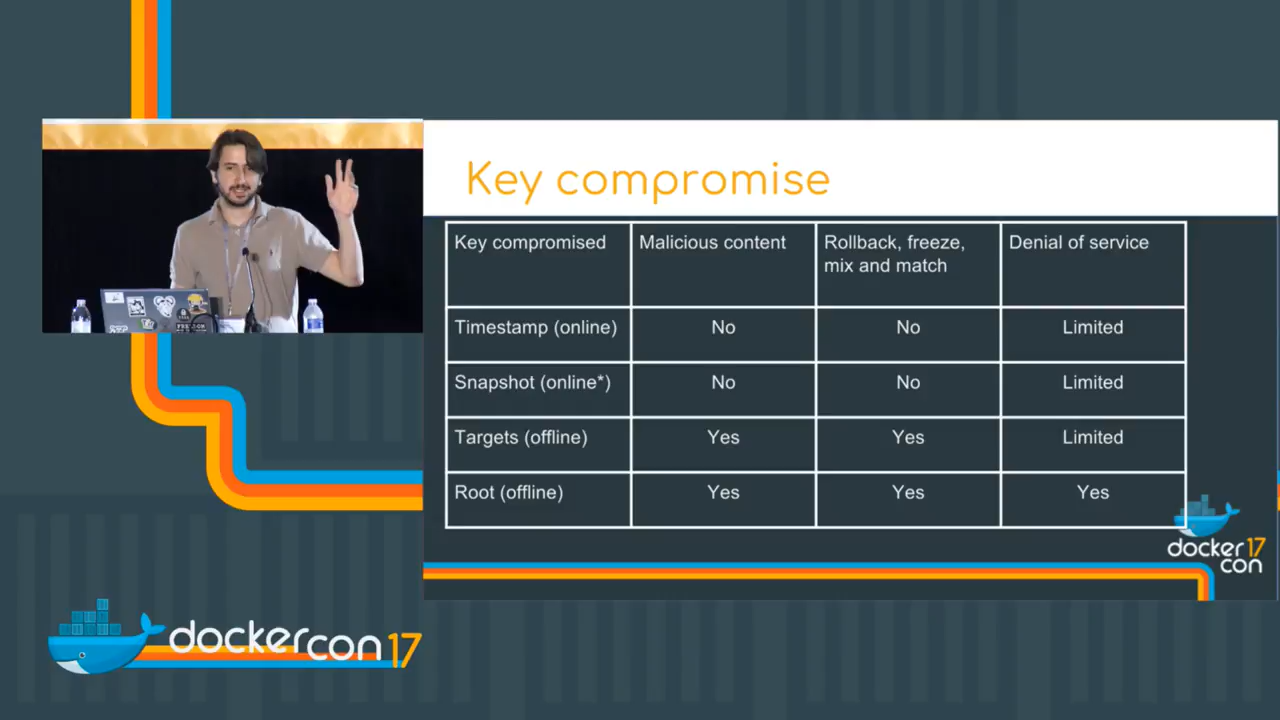 Key compromise
Key compromised Malicious content Rollback, freeze, mix and match Denial of service
Timestamp (online) No No Limited
Snapshot (online*) No No Limited
Targets (offline) Yes Yes Limited
Root (offline) Yes Yes Yes
docker 17
con
dockercon 17